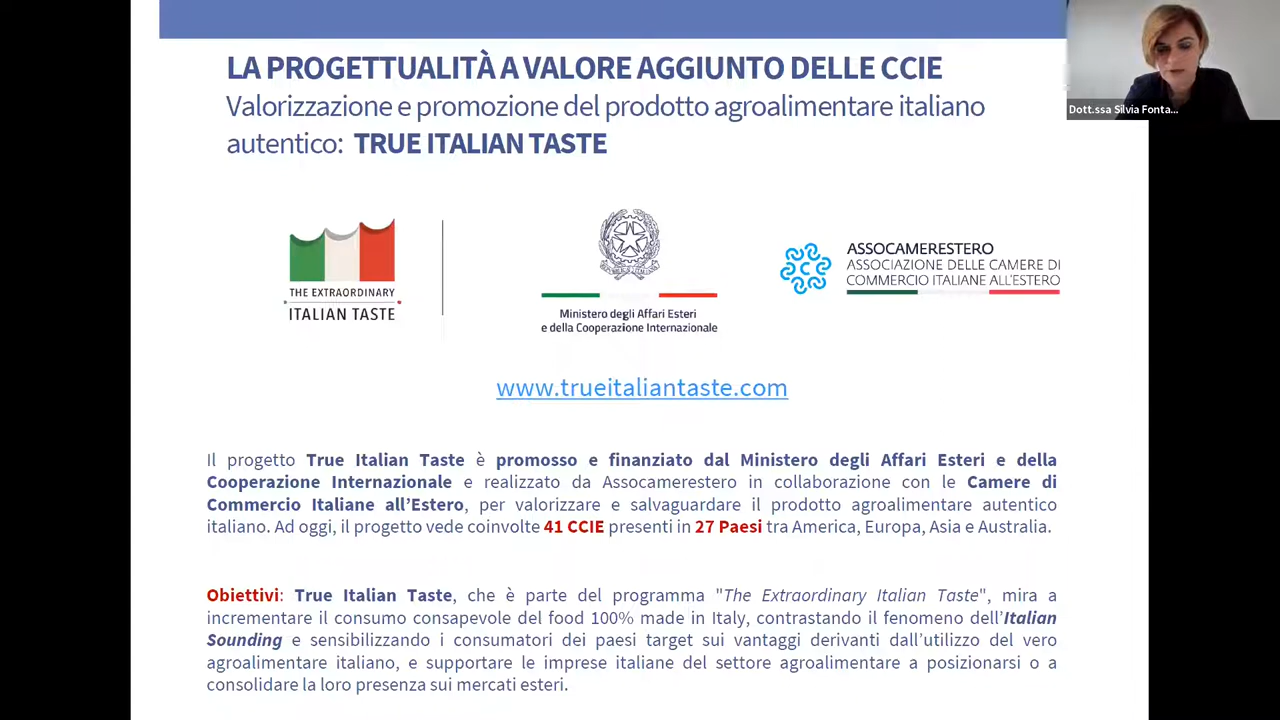 LA PROGETTUALITÀ A VALORE AGGIUNTO DELLE CCIE
Valorizzazione e promozione del prodotto agroalimentare italiano
autentico: TRUE ITALIAN TASTE
Dott.ssa Silvia Fonta...
THE EXTRAORDINARY
ITALIAN TASTE
Ministero degli Affari Esteri
e della Cooperazione Internazionale
ASSOCAMERESTERO
ASSOCIAZIONE DELLE CAMERE DI
COMMERCIO ITALIANE ALL'ESTERO
www.trueitaliantaste.com
Il progetto True Italian Taste è promosso e finanziato dal Ministero degli Affari Esteri e della
Cooperazione Internazionale e realizzato da Assocamerestero in collaborazione con le Camere di
Commercio Italiane all’Estero, per valorizzare e salvaguardare il prodotto agroalimentare autentico
italiano. Ad oggi, il progetto vede coinvolte 41 CCIE presenti in 27 Paesi tra America, Europa, Asia e Australia.
Obiettivi: True Italian Taste, che è parte del programma "The Extraordinary Italian Taste", mira a
incrementare il consumo consapevole del food 100% made in Italy, contrastando il fenomeno dell’Italian
Sounding e sensibilizzando i consumatori dei paesi target sui vantaggi derivanti dall’utilizzo del vero
agroalimentare italiano, e supportare le imprese italiane del settore agroalimentare a posizionarsi o a
consolidare la loro presenza sui mercati esteri.